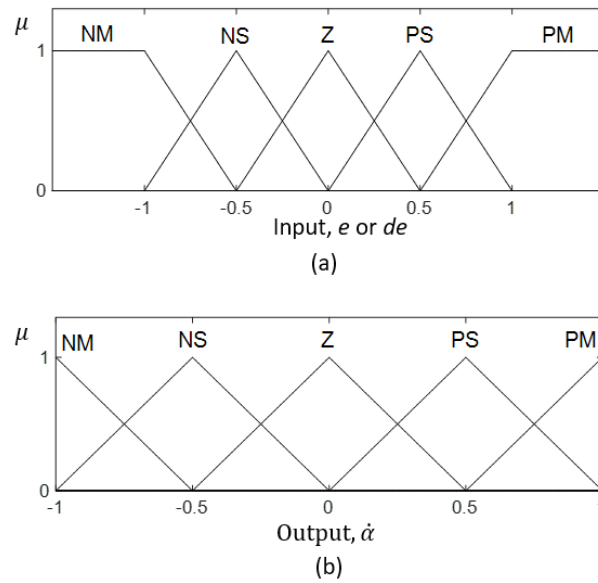 μ
NM NS Z PS PM
1
0
-1 -0.5 0 0.5 1
Input, e or de
(a)
μ
NM NS Z PS PM
1
0
-1 -0.5 0 0.5
Output, α̇
(b)